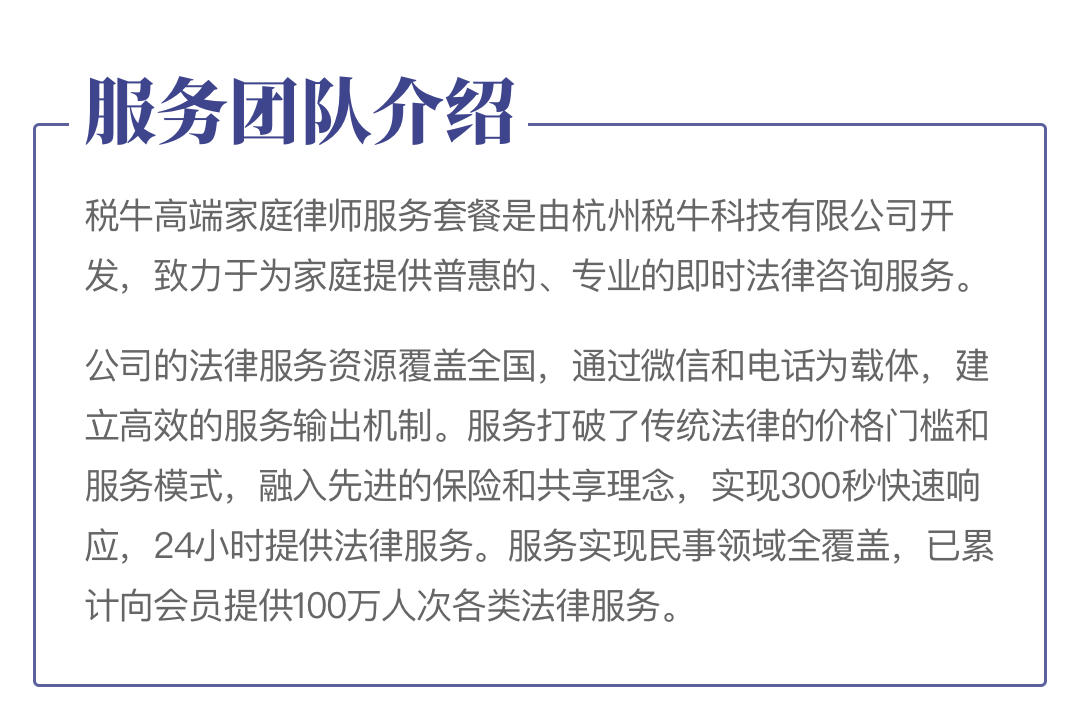 服务团队介绍
税牛高端家庭律师服务套餐是由杭州税牛科技有限公司开
发，致力于为家庭提供普惠的、专业的即时法律咨询服务。
公司的法律服务资源覆盖全国，通过微信和电话为载体，建
立高效的服务输出机制。服务打破了传统法律的价格门槛和
服务模式，融入先进的保险和共享理念，实现300秒快速响
应，24小时提供法律服务。服务实现民事领域全覆盖，已累
计向会员提供100万人次各类法律服务。